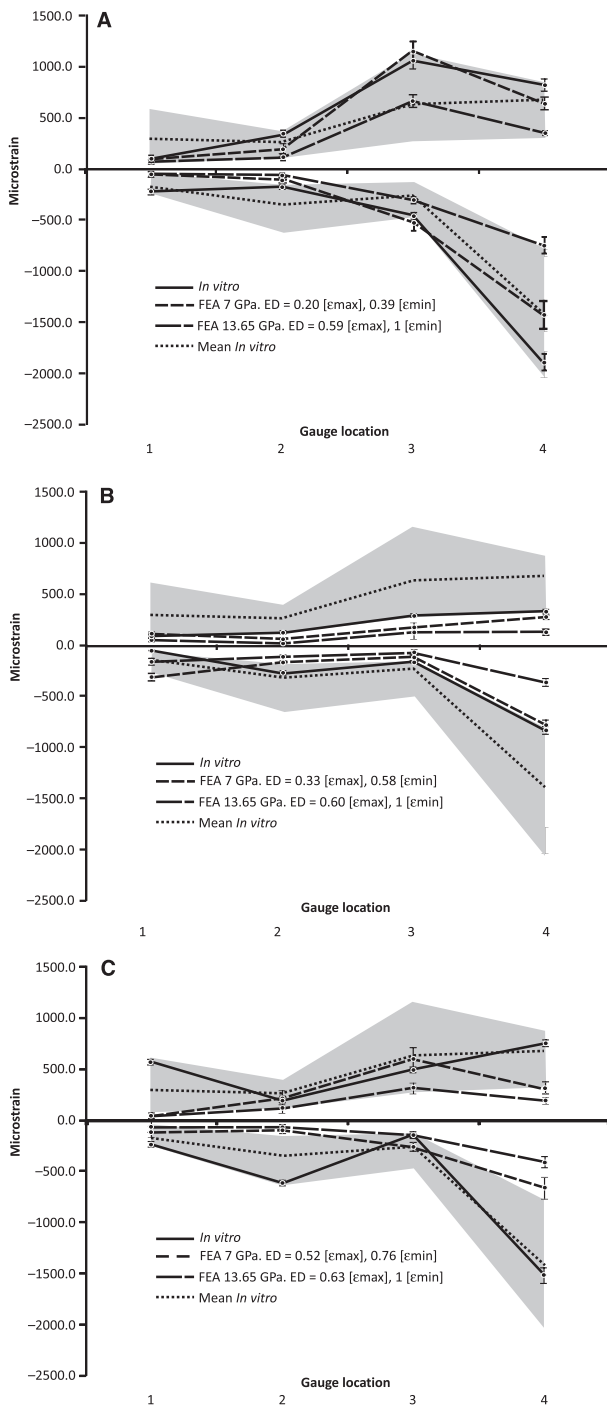 A
1500.0
1000.0
500.0
0.0
−500.0
−1000.0
−1500.0
−2000.0
−2500.0
Microstrain
In vitro
FEA 7 GPa. ED = 0.20 [εmax], 0.39 [εmin]
FEA 13.65 GPa. ED = 0.59 [εmax], 1 [εmin]
Mean In vitro
Gauge location
1 2 3 4
B
1500.0
1000.0
500.0
0.0
−500.0
−1000.0
−1500.0
−2000.0
−2500.0
Microstrain
In vitro
FEA 7 GPa. ED = 0.33 [εmax], 0.58 [εmin]
FEA 13.65 GPa. ED = 0.60 [εmax], 1 [εmin]
Mean In vitro
Gauge location
1 2 3 4
C
1500.0
1000.0
500.0
0.0
−500.0
−1000.0
−1500.0
−2000.0
−2500.0
Microstrain
In vitro
FEA 7 GPa. ED = 0.52 [εmax], 0.76 [εmin]
FEA 13.65 GPa. ED = 0.63 [εmax], 1 [εmin]
Mean In vitro
Gauge location
1 2 3 4